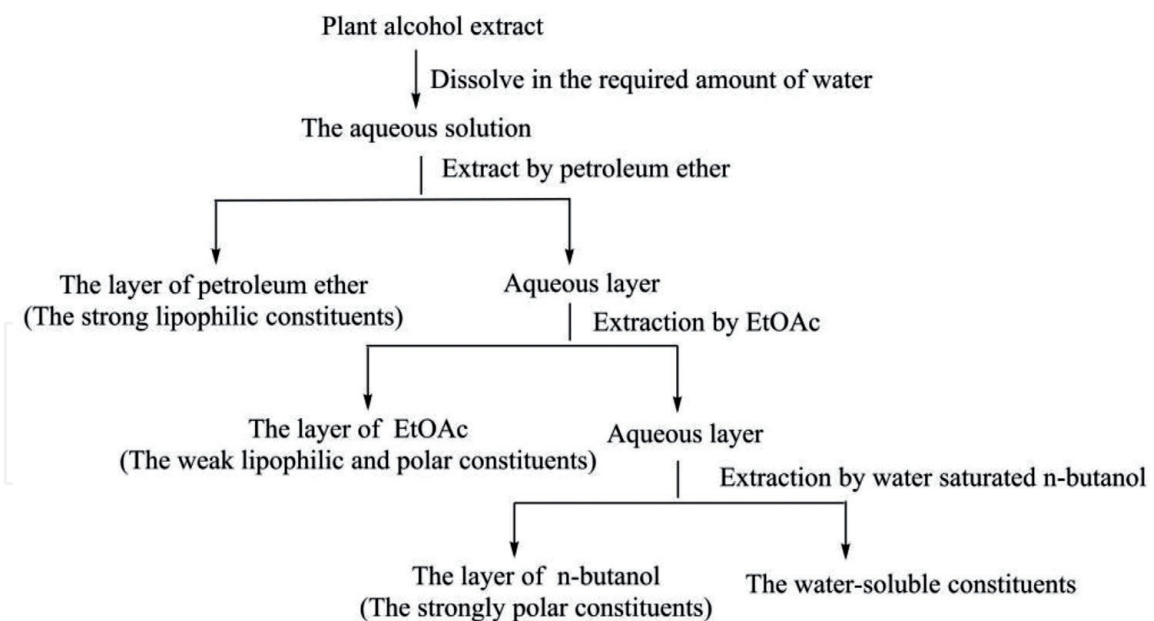 Plant alcohol extract
Dissolve in the required amount of water
The aqueous solution
Extract by petroleum ether
The layer of petroleum ether
(The strong lipophilic constituents)
Aqueous layer
Extraction by EtOAc
The layer of EtOAc
(The weak lipophilic and polar constituents)
Aqueous layer
Extraction by water saturated n-butanol
The layer of n-butanol
(The strongly polar constituents)
The water-soluble constituents